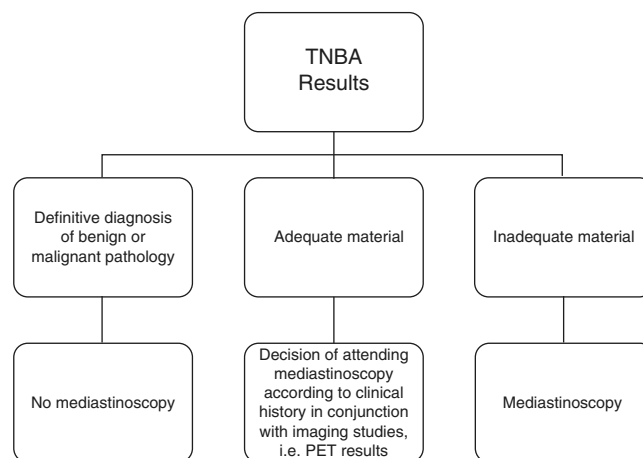 TNBA
Results
Definitive diagnosis
of benign or
malignant pathology
Adequate material
Inadequate material
No mediastinoscopy
Decision of attending
mediastinoscopy
according to clinical
history in conjunction
with imaging studies,
i.e. PET results
Mediastinoscopy